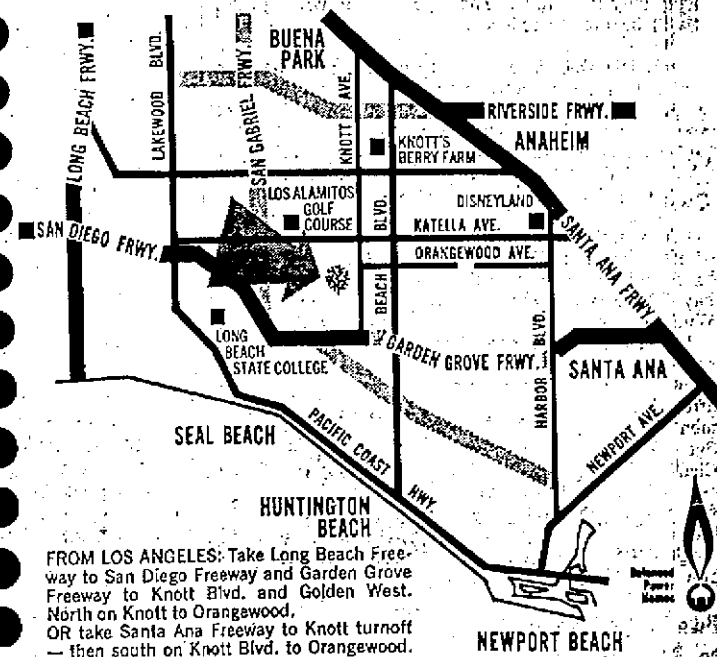 BUENA
PARK
LONG BEACH FRWY.
LAKEWOOD BLVD.
SAN GABRIEL FRWY.
KNOTT AVE.
RIVERSIDE FRWY.
ANAHEIM
KNOTT'S
BERRY FARM
LOS ALAMITOS
GOLF
COURSE
DISNEYLAND
SAN DIEGO FRWY.
BEACH BLVD.
KATELLA AVE.
ORANGEWOOD AVE.
SANTA ANA FRWY.
LONG
BEACH
STATE COLLEGE
GARDEN GROVE FRWY.
HARBOR BLVD.
SANTA ANA
NEWPORT AVE.
SEAL BEACH
PACIFIC COAST HWY.
HUNTINGTON
BEACH
FROM LOS ANGELES: Take Long Beach Free-
way to San Diego Freeway and Garden Grove
Freeway to Knott Blvd. and Golden West.
North on Knott to Orangewood.
OR take Santa Ana Freeway to Knott turnoff
— then south on Knott Blvd. to Orangewood.
Balanced
Power
Homes
NEWPORT BEACH